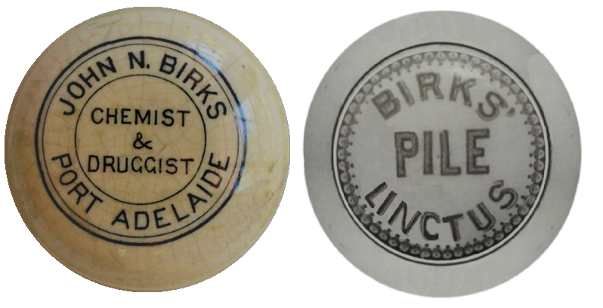 JOHN N. BIRKS
CHEMIST
&
DRUGGIST
PORT ADELAIDE
BIRKS'
PILE
LINCTUS